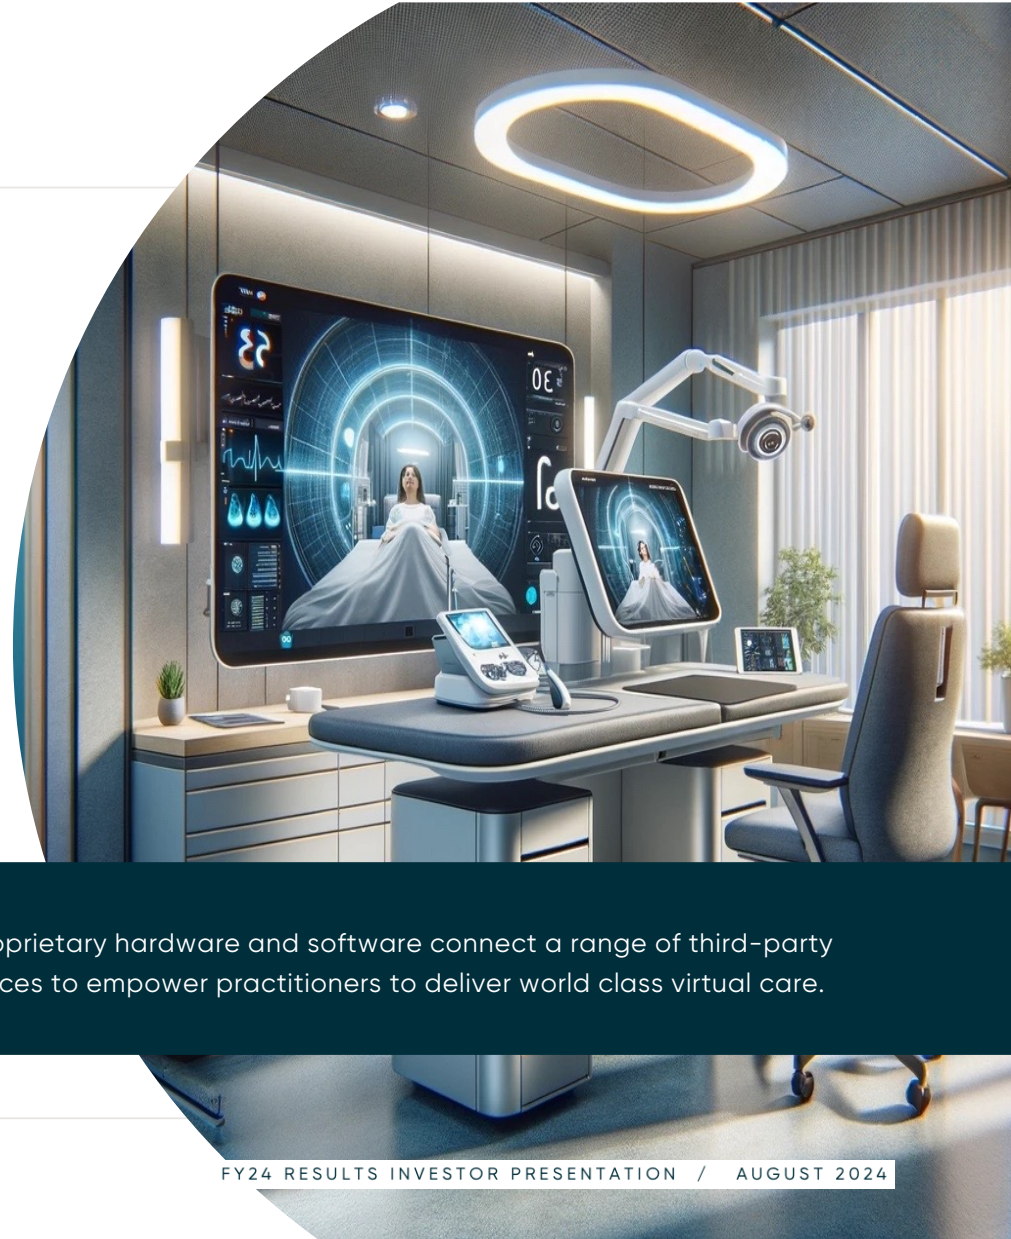 oprietary hardware and software connect a range of third-party
ces to empower practitioners to deliver world class virtual care.
FY24 RESULTS INVESTOR PRESENTATION / AUGUST 2024